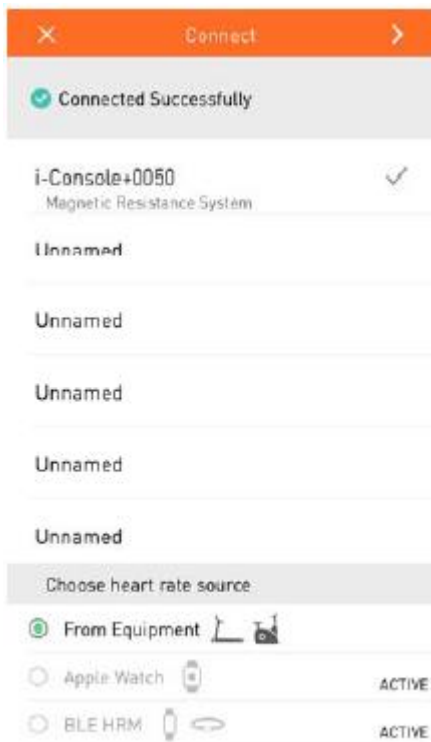 Connect
Connected Successfully
i-Console+0050
Magnetic Resistance System
Unnamed
Unnamed
Unnamed
Unnamed
Unnamed
Choose heart rate source
From Equipment
Apple Watch ACTIVE
BLE HRM ACTIVE